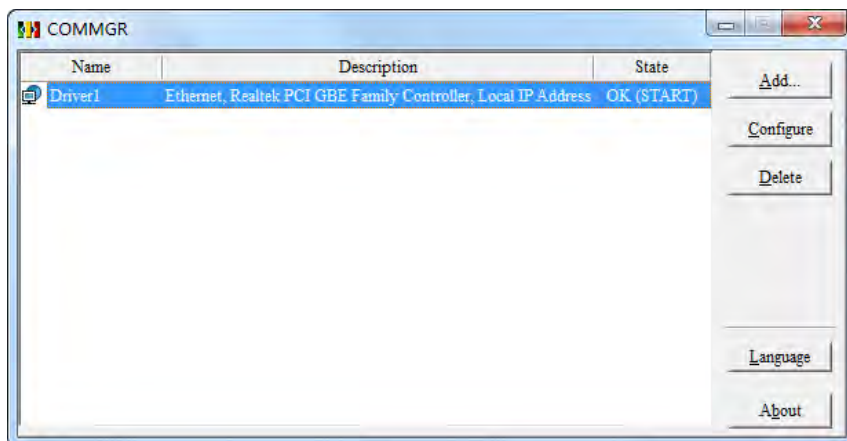 COMMGR
Name Description State
Driver1 Ethernet, Realtek PCI GBE Family Controller, Local IP Address OK (START)
Add...
Configure
Delete
Language
About